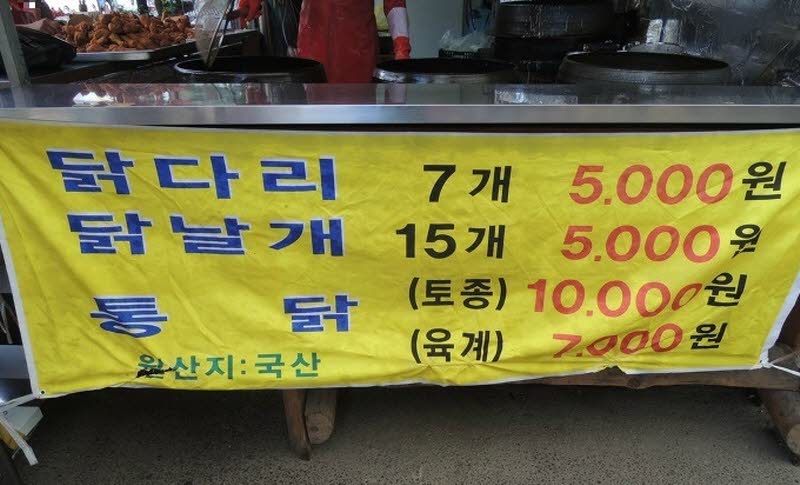 닭다리 7개 5.000원
닭날개 15개 5.000원
통 닭 (토종) 10.000원
(육계) 7.000원
원산지:국산